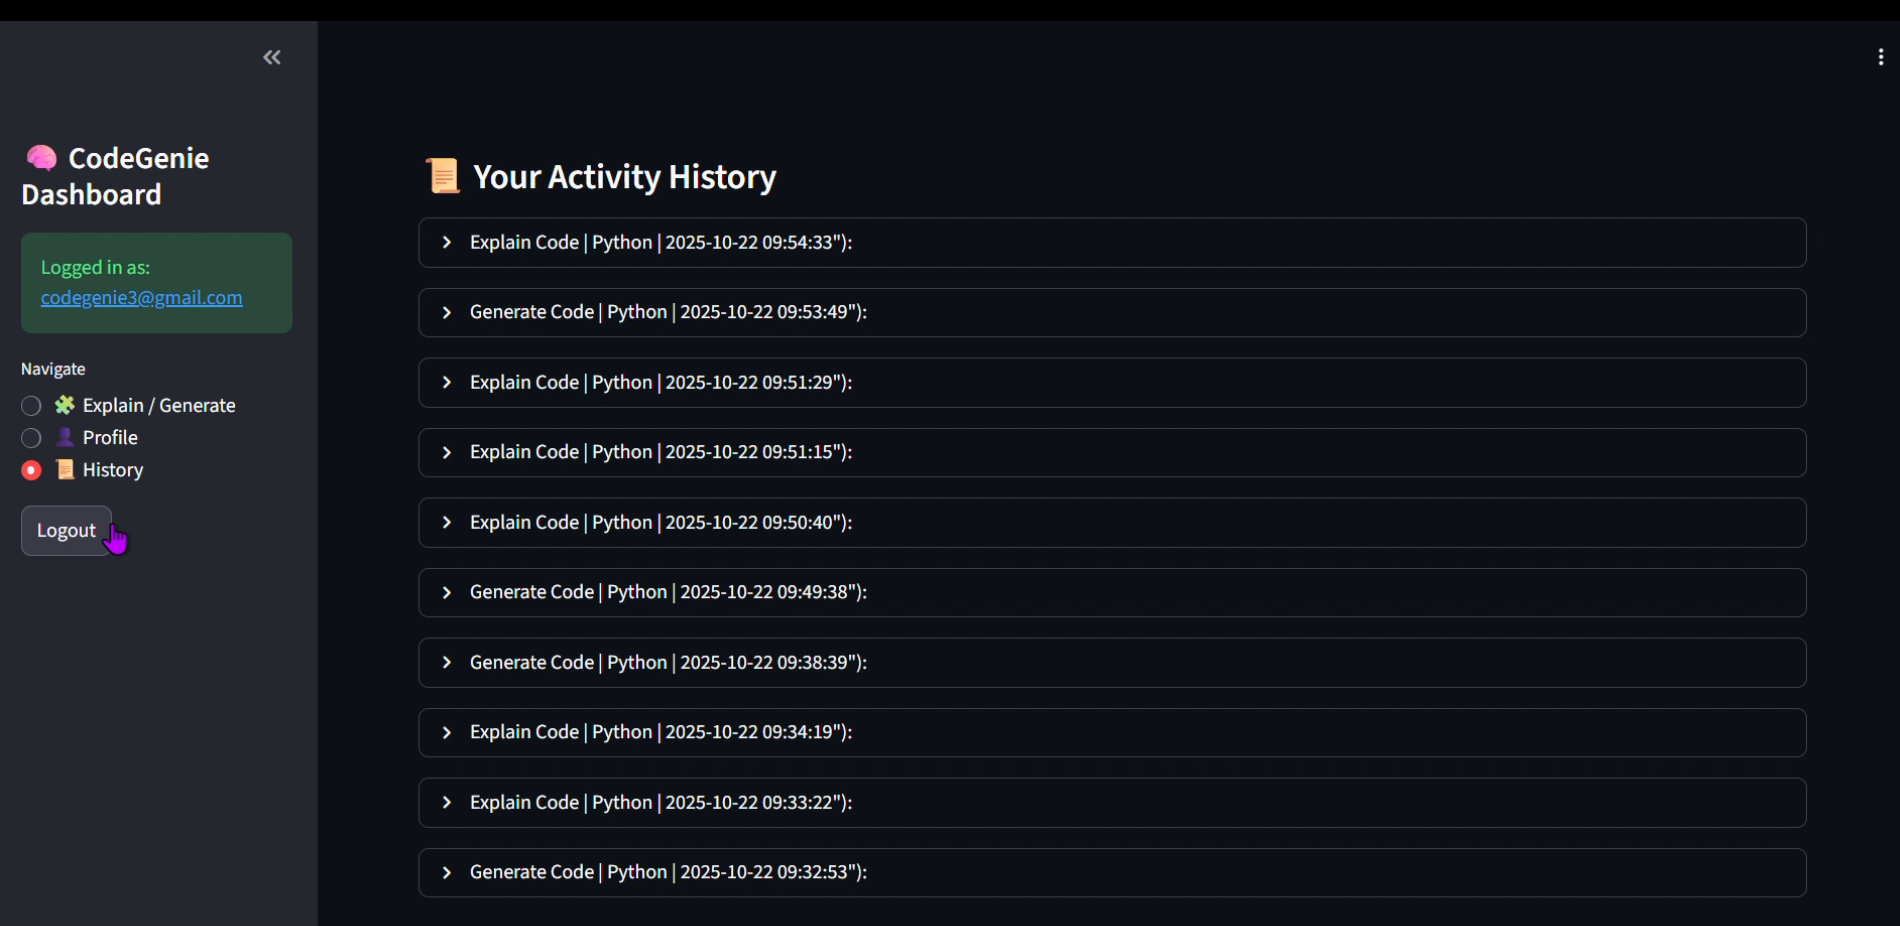 CodeGenie
Dashboard
Logged in as:
codegenie3@gmail.com
Navigate
Explain / Generate
Profile
History
Logout
Your Activity History
Explain Code | Python | 2025-10-22 09:54:33"):
Generate Code | Python | 2025-10-22 09:53:49"):
Explain Code | Python | 2025-10-22 09:51:29"):
Explain Code | Python | 2025-10-22 09:51:15"):
Explain Code | Python | 2025-10-22 09:50:40"):
Generate Code | Python | 2025-10-22 09:49:38"):
Generate Code | Python | 2025-10-22 09:38:39"):
Explain Code | Python | 2025-10-22 09:34:19"):
Explain Code | Python | 2025-10-22 09:33:22"):
Generate Code | Python | 2025-10-22 09:32:53"):